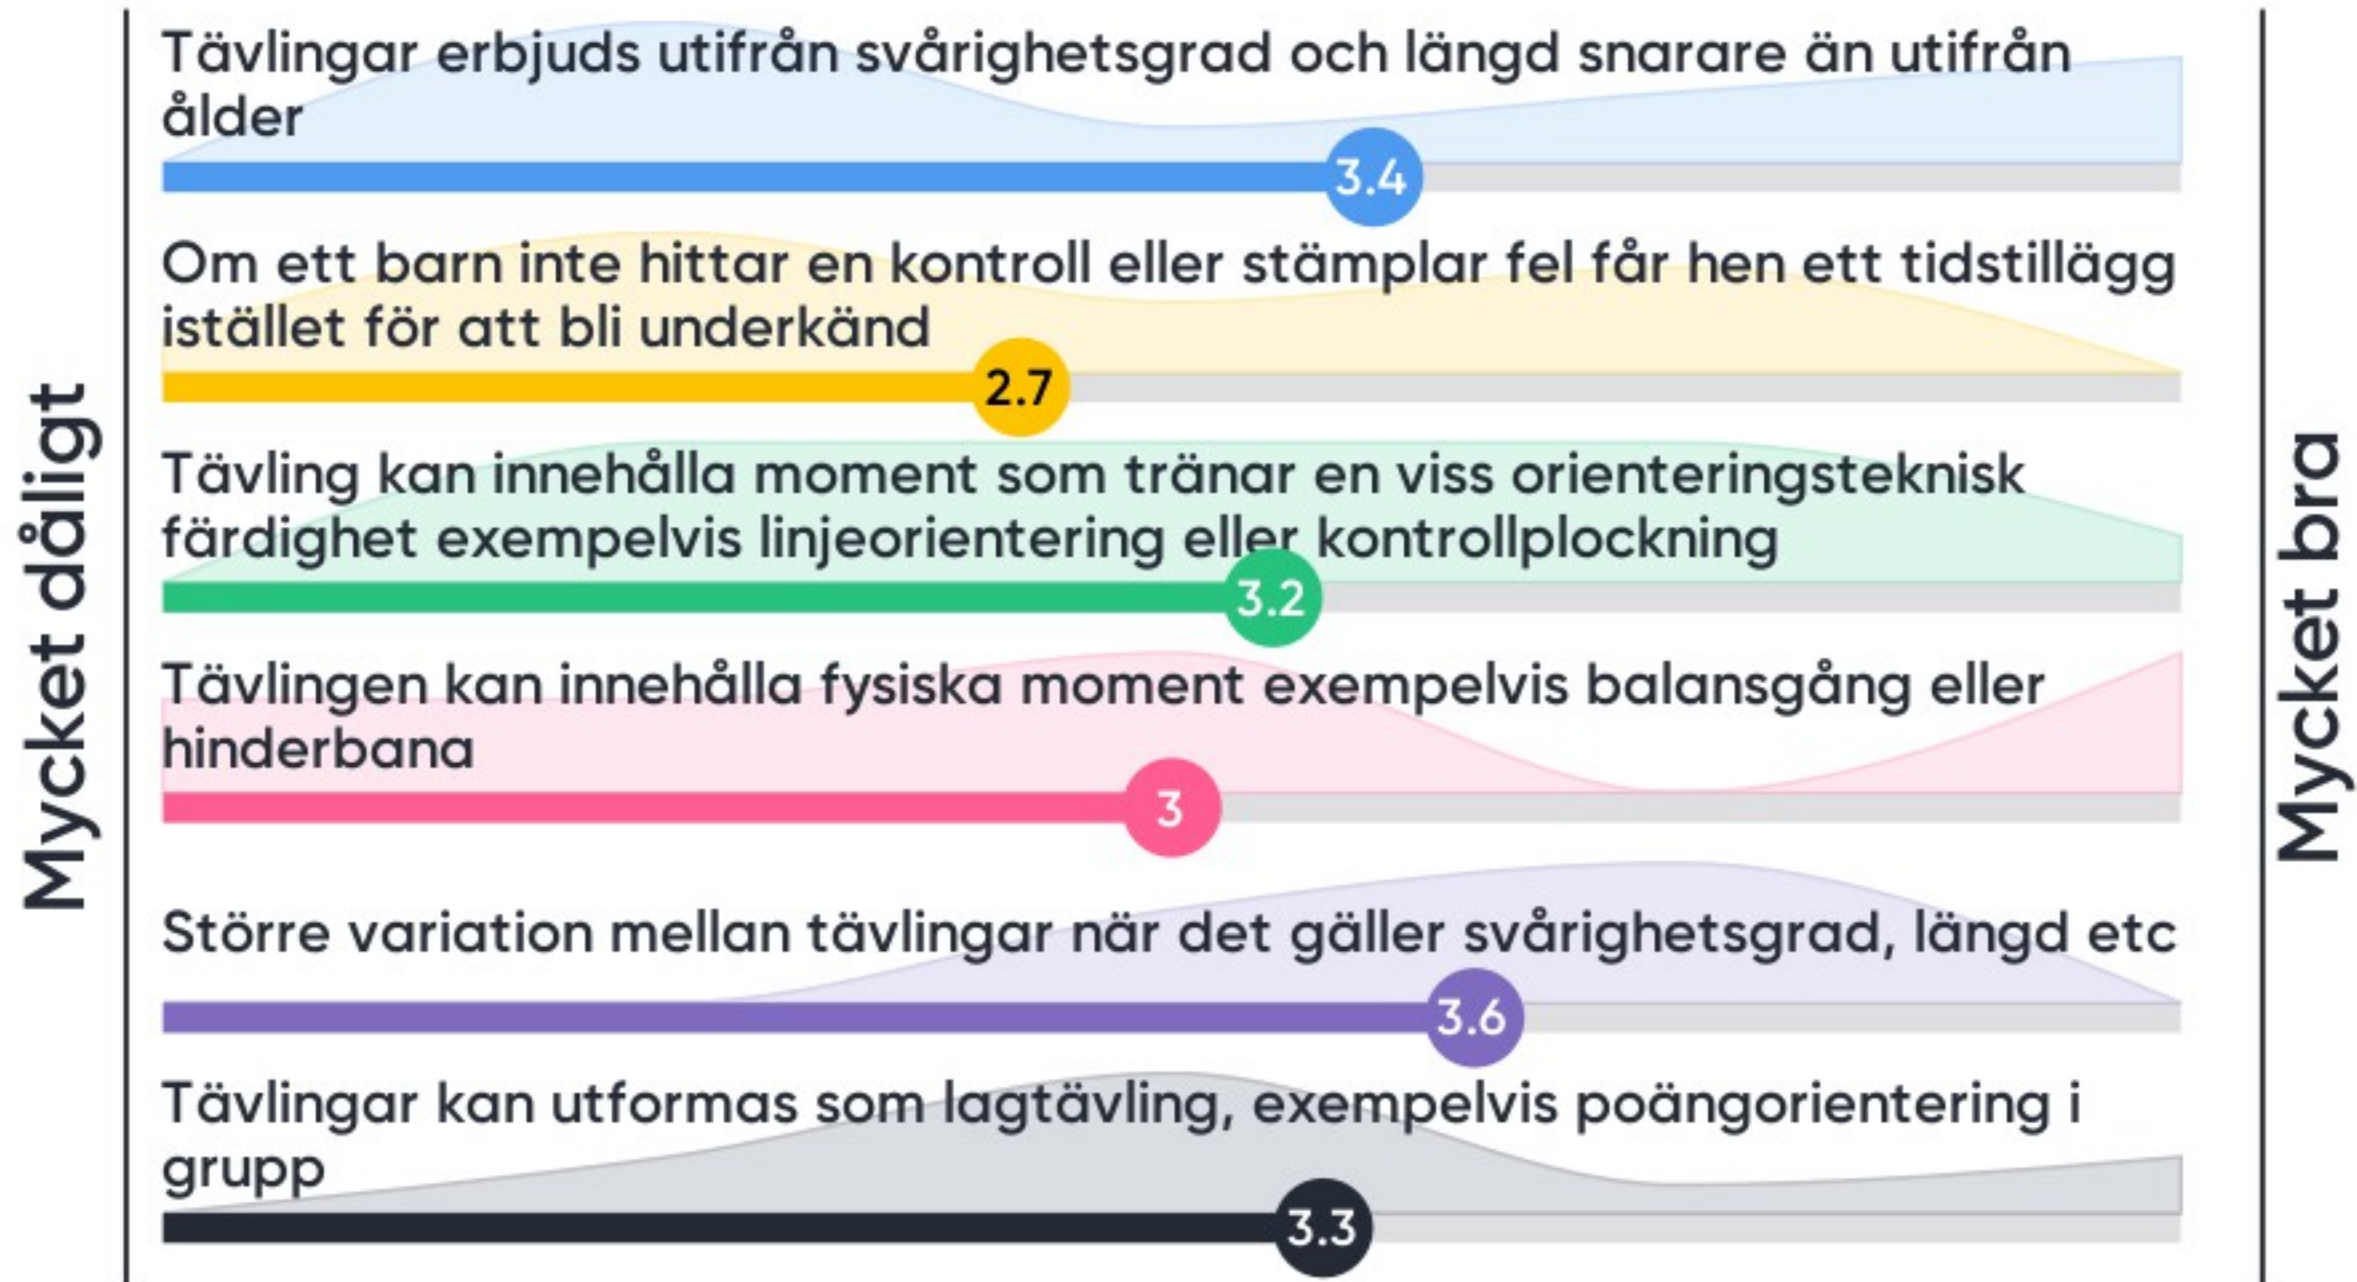 Mycket dåligt
Tävlingar erbjuds utifrån svårighetsgrad och längd snarare än utifrån
ålder
3.4
Om ett barn inte hittar en kontroll eller stämplar fel får hen ett tidstillägg
istället för att bli underkänd
2.7
Tävling kan innehålla moment som tränar en viss orienteringsteknisk
färdighet exempelvis linjeorientering eller kontrollplockning
3.2
Tävlingen kan innehålla fysiska moment exempelvis balansgång eller
hinderbana
3
Större variation mellan tävlingar när det gäller svårighetsgrad, längd etc
3.6
Tävlingar kan utformas som lagtävling, exempelvis poängorientering i
grupp
3.3
Mycket bra